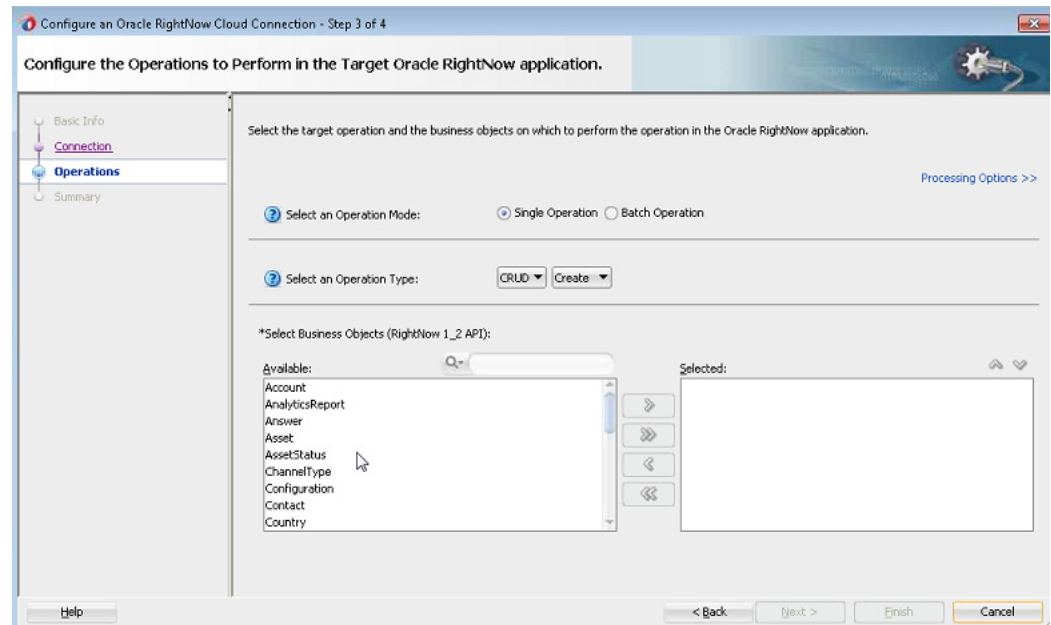 Configure an Oracle RightNow Cloud Connection - Step 3 of 4
Configure the Operations to Perform in the Target Oracle RightNow application.
Basic Info
Connection
Operations
Summary
Select the target operation and the business objects on which to perform the operation in the Oracle RightNow application.
Processing Options >>
Select an Operation Mode: Single Operation Batch Operation
Select an Operation Type: CRUD Create
*Select Business Objects (RightNow 1_2 API):
Available: Selected:
Account
AnalyticsReport
Answer
Asset
AssetStatus
ChannelType
Configuration
Contact
Country
Help < Back Next > Finish Cancel